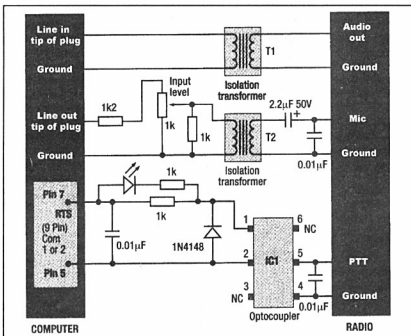 Line in
tip of plug
Audio
out
T1
Ground
Ground
Input
level
Isolation
transformer
2.2µF 50V
+
Line out
tip of plug
1k2
1k
1k
T2
Mic
Ground
0.01µF
Ground
Isolation
transformer
Pin 7
RTS
(9 Pin)
Com
1 or 2
Pin 5
1k
1k
0.01µF
1N4148
1
2
3
NC
IC1
6
NC
5
4
PTT
0.01µF
Ground
Optocoupler
COMPUTER
RADIO